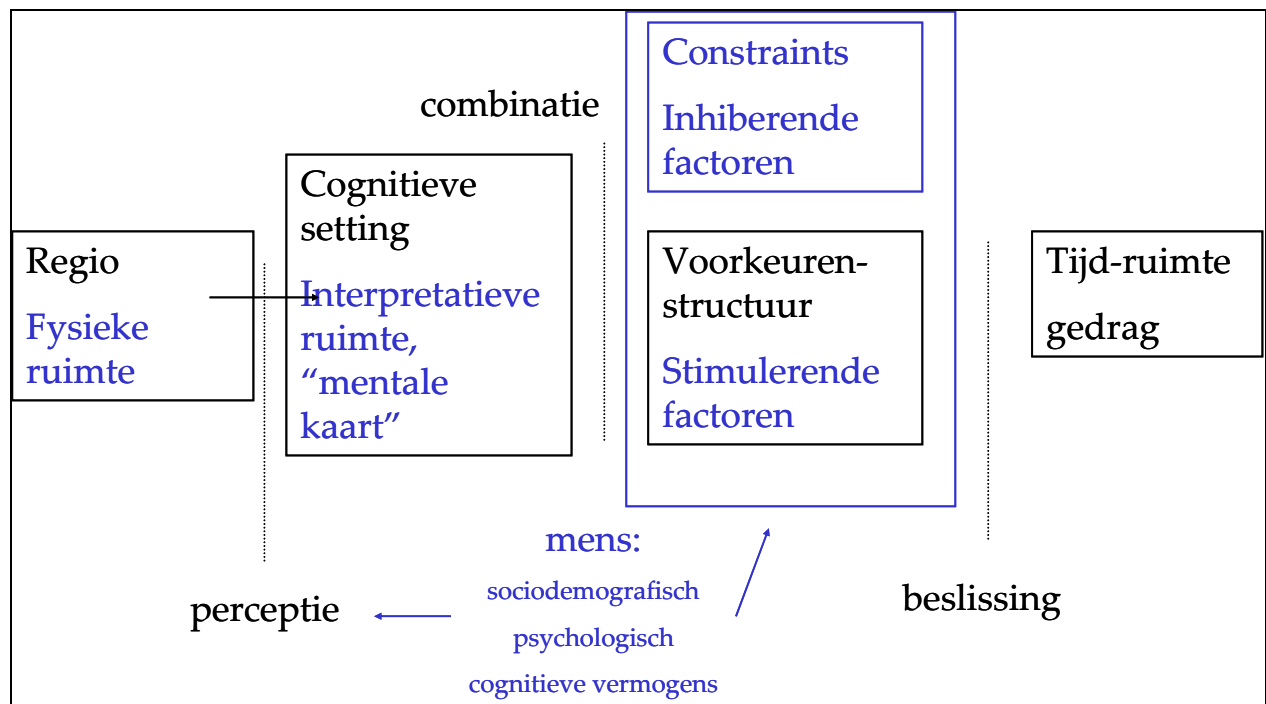 combinatie
Constraints
Inhiberende
factoren
Cognitieve
setting
Interpretatieve
ruimte,
“mentale
kaart”
Regio
Fysieke
ruimte
Voorkeuren-
structuur
Stimulerende
factoren
Tijd-ruimte
gedrag
mens:
sociodemografisch
psychologisch
cognitieve vermogens
perceptie
beslissing